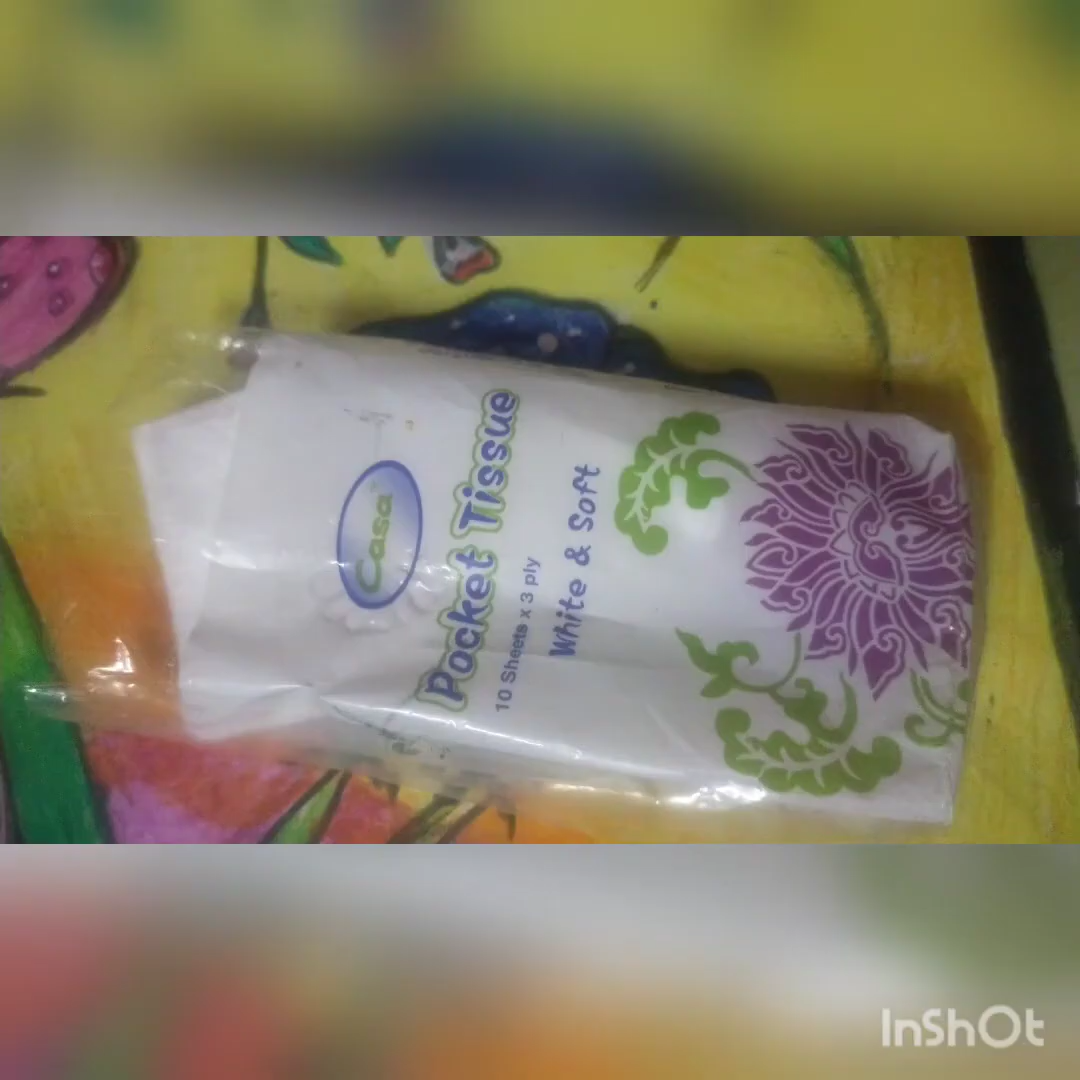 Casa
Pocket Tissue
10 Sheets x 3 ply
White & Soft
InShOt